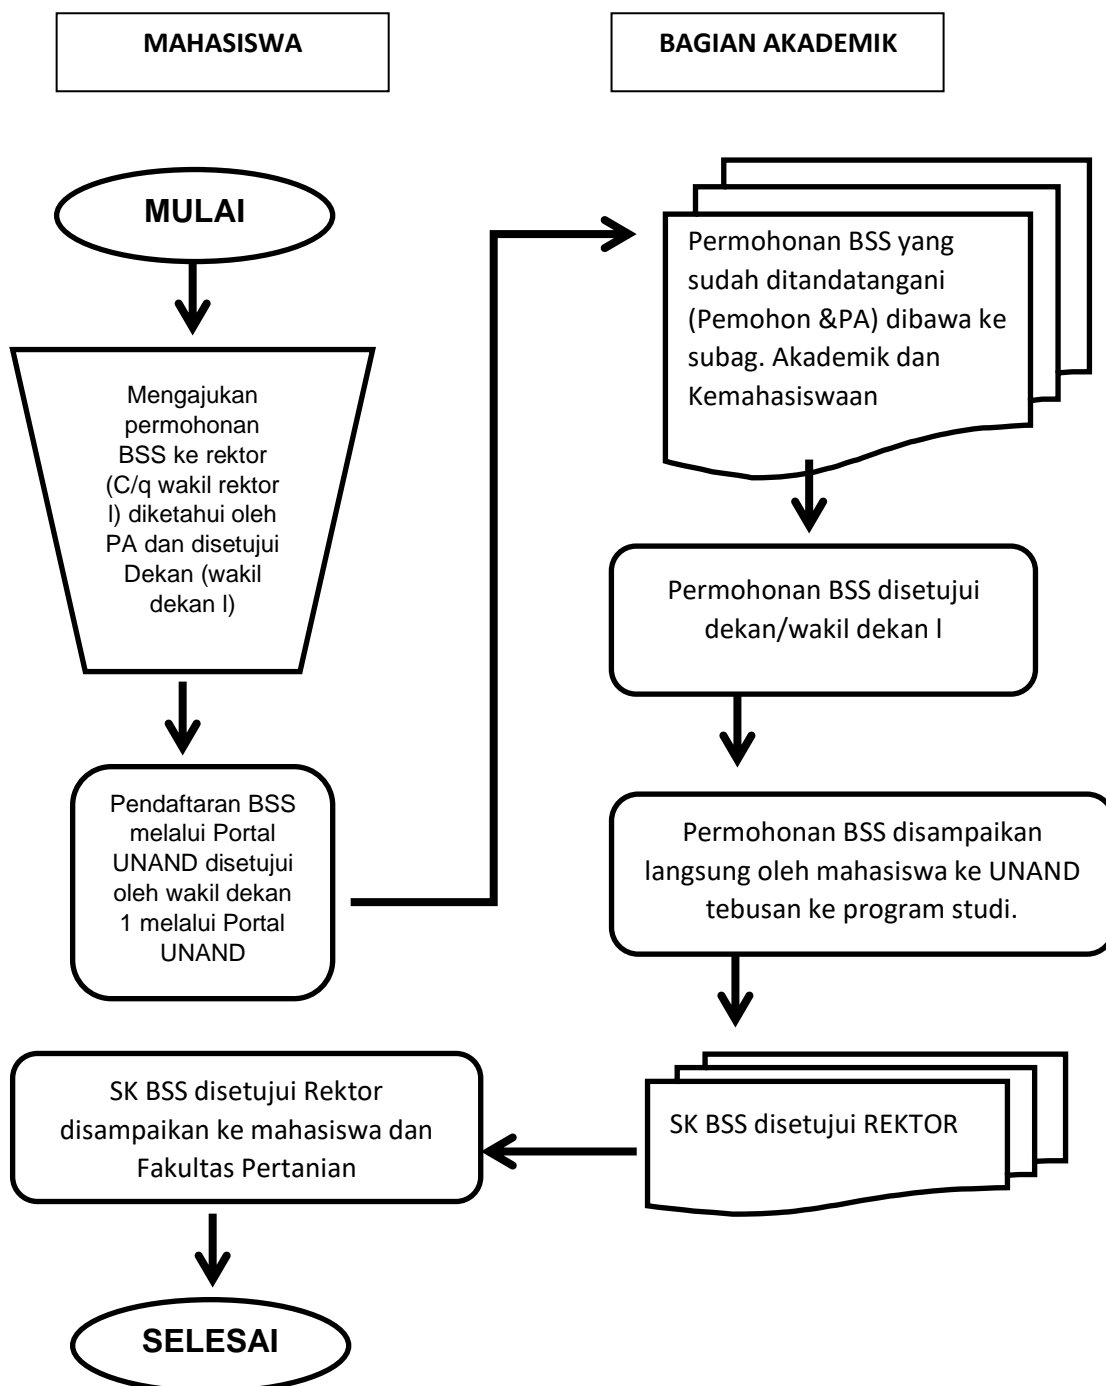 MAHASISWA
BAGIAN AKADEMIK
MULAI
Mengajukan
permohonan
BSS ke rektor
(C/q wakil rektor
l) diketahui oleh
PA dan disetujui
Dekan (wakil
dekan l)
Pendaftaran BSS
melalui Portal
UNAND disetujui
oleh wakil dekan
1 melalui Portal
UNAND
Permohonan BSS yang
sudah ditandatangani
(Pemohon &PA) dibawa ke
subag. Akademik dan
Kemahasiswaan
Permohonan BSS disetujui
dekan/wakil dekan l
Permohonan BSS disampaikan
langsung oleh mahasiswa ke UNAND
tebusan ke program studi.
SK BSS disetujui REKTOR
SK BSS disetujui Rektor
disampaikan ke mahasiswa dan
Fakultas Pertanian
SELESAI